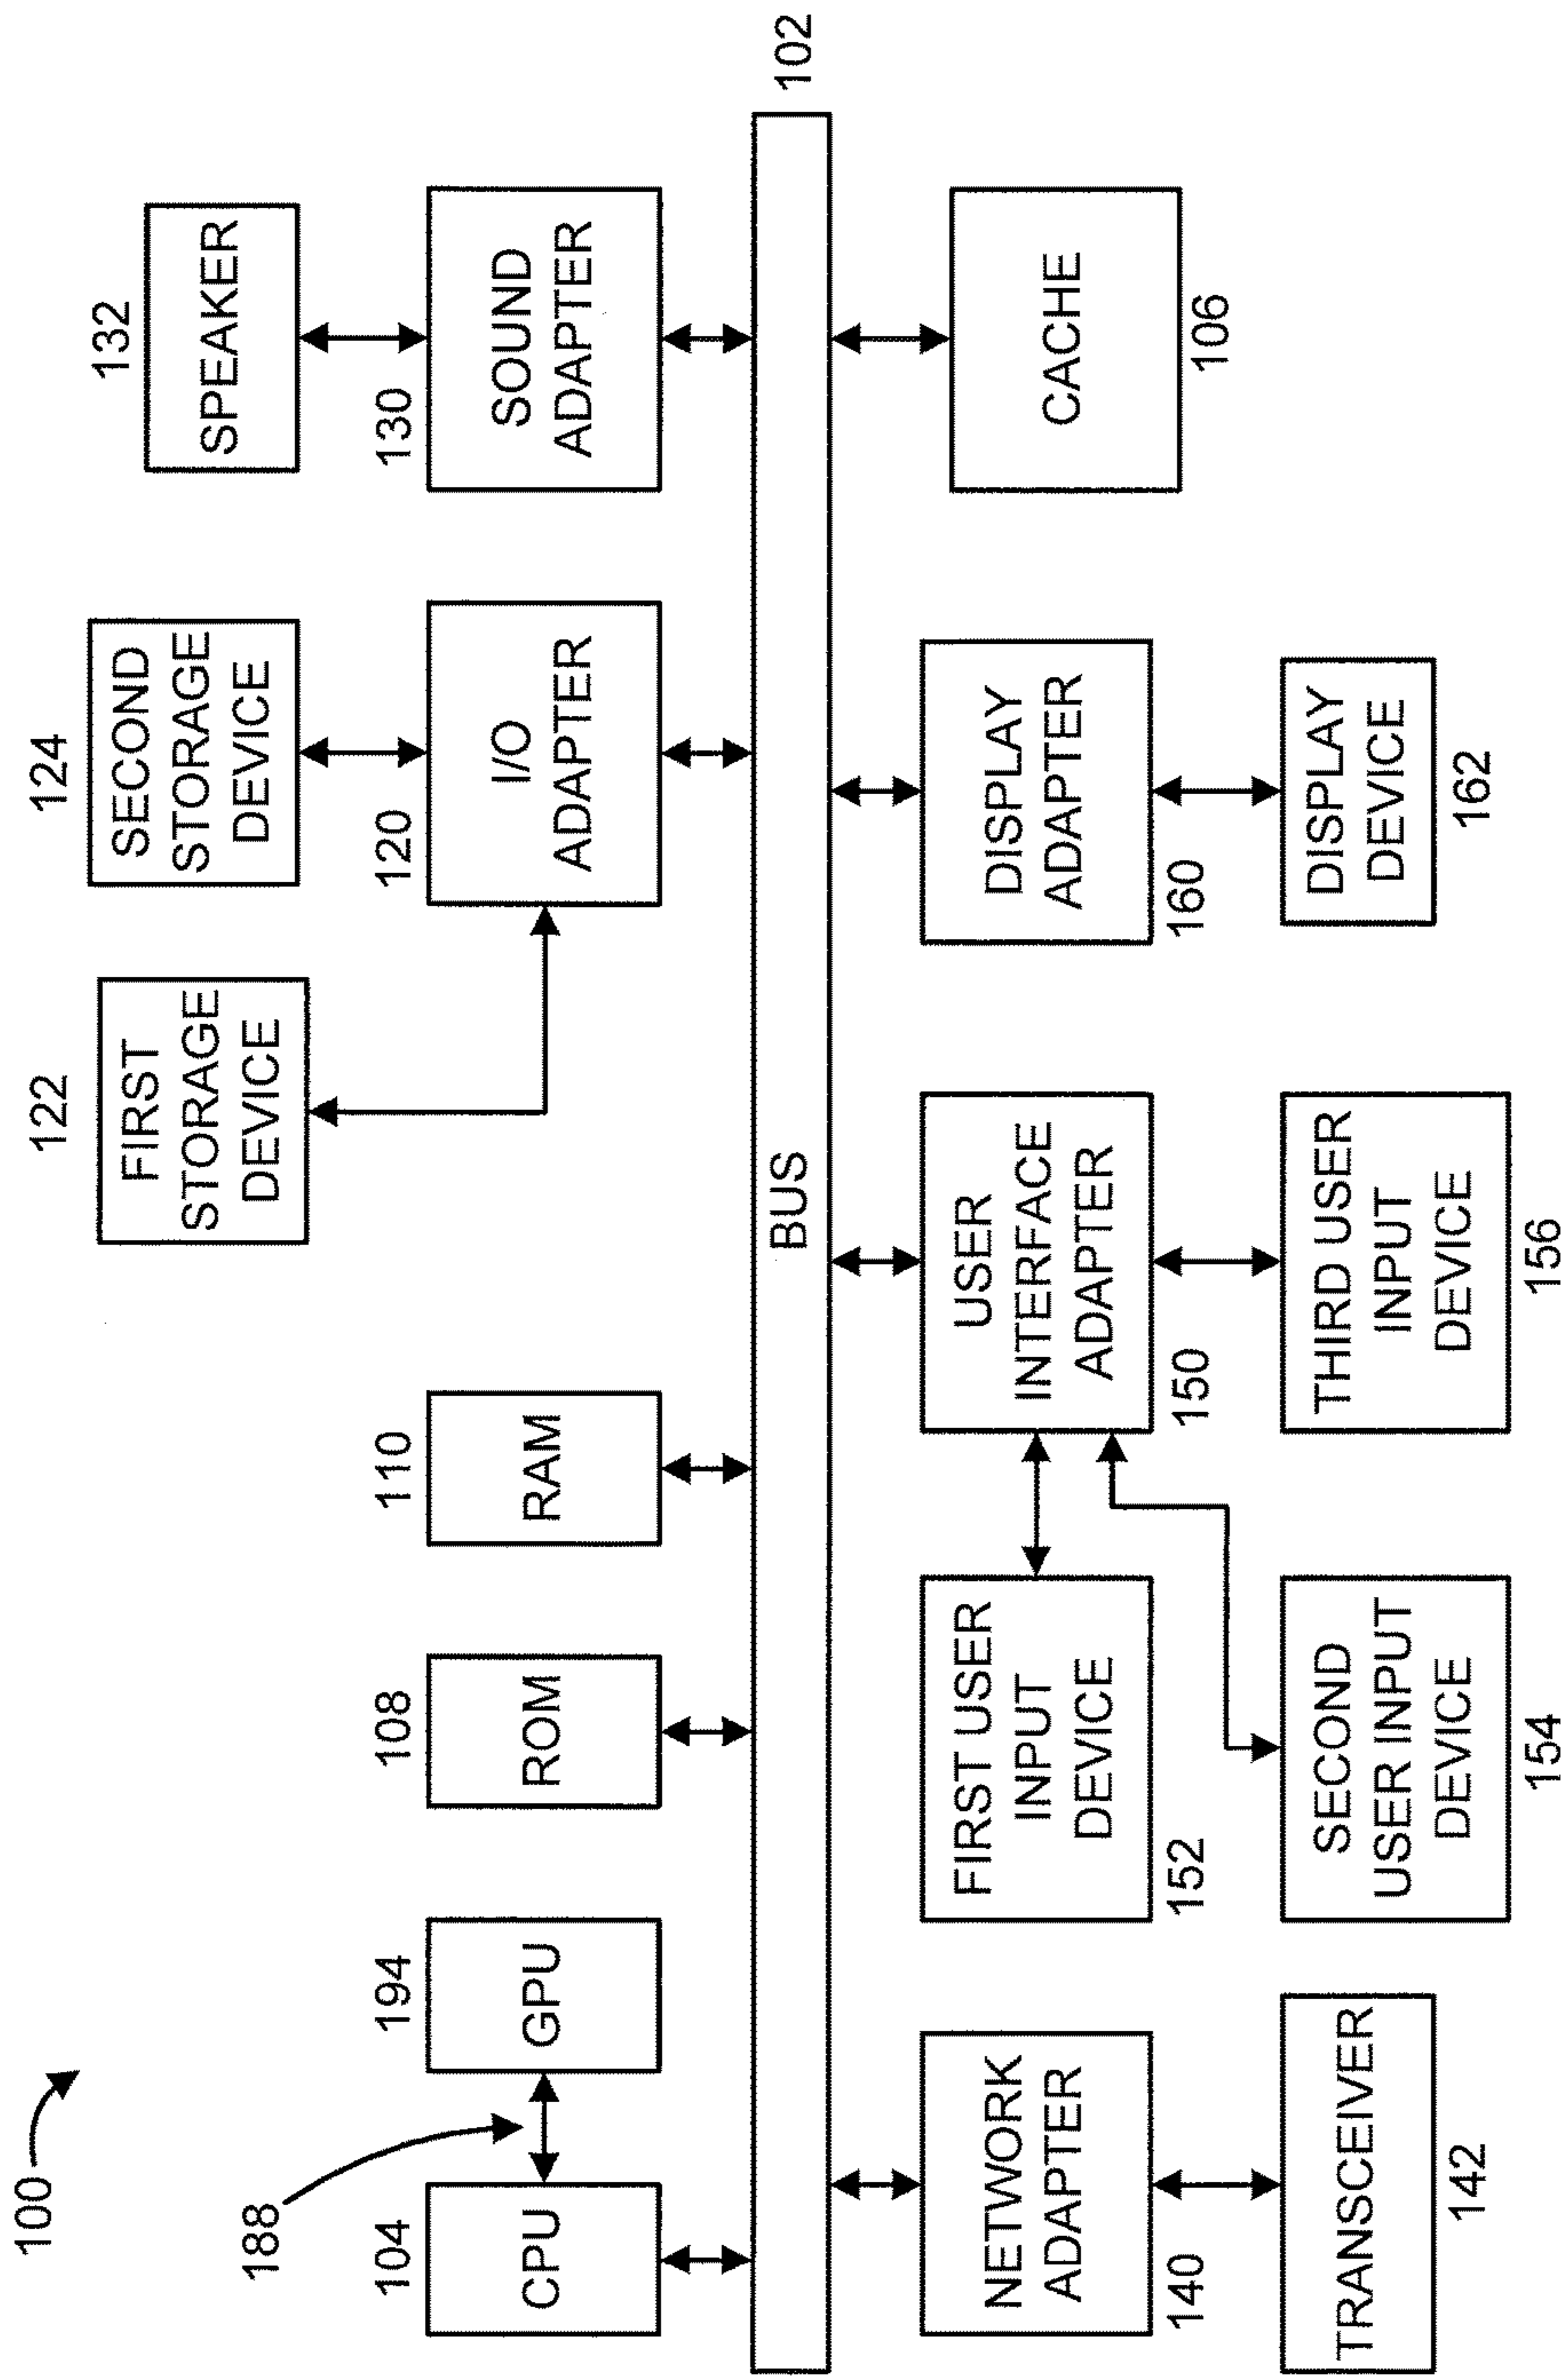 100
188
104
CPU
194
GPU
108
ROM
110
RAM
122
FIRST
STORAGE
DEVICE
124
SECOND
STORAGE
DEVICE
120
I/O
ADAPTER
132
SPEAKER
130
SOUND
ADAPTER
BUS
102
NETWORK
ADAPTER
140
TRANSCEIVER
142
FIRST USER
INPUT
DEVICE
152
SECOND
USER INPUT
DEVICE
154
USER
INTERFACE
ADAPTER
150
THIRD USER
INPUT
DEVICE
156
DISPLAY
ADAPTER
160
DISPLAY
DEVICE
162
CACHE
106